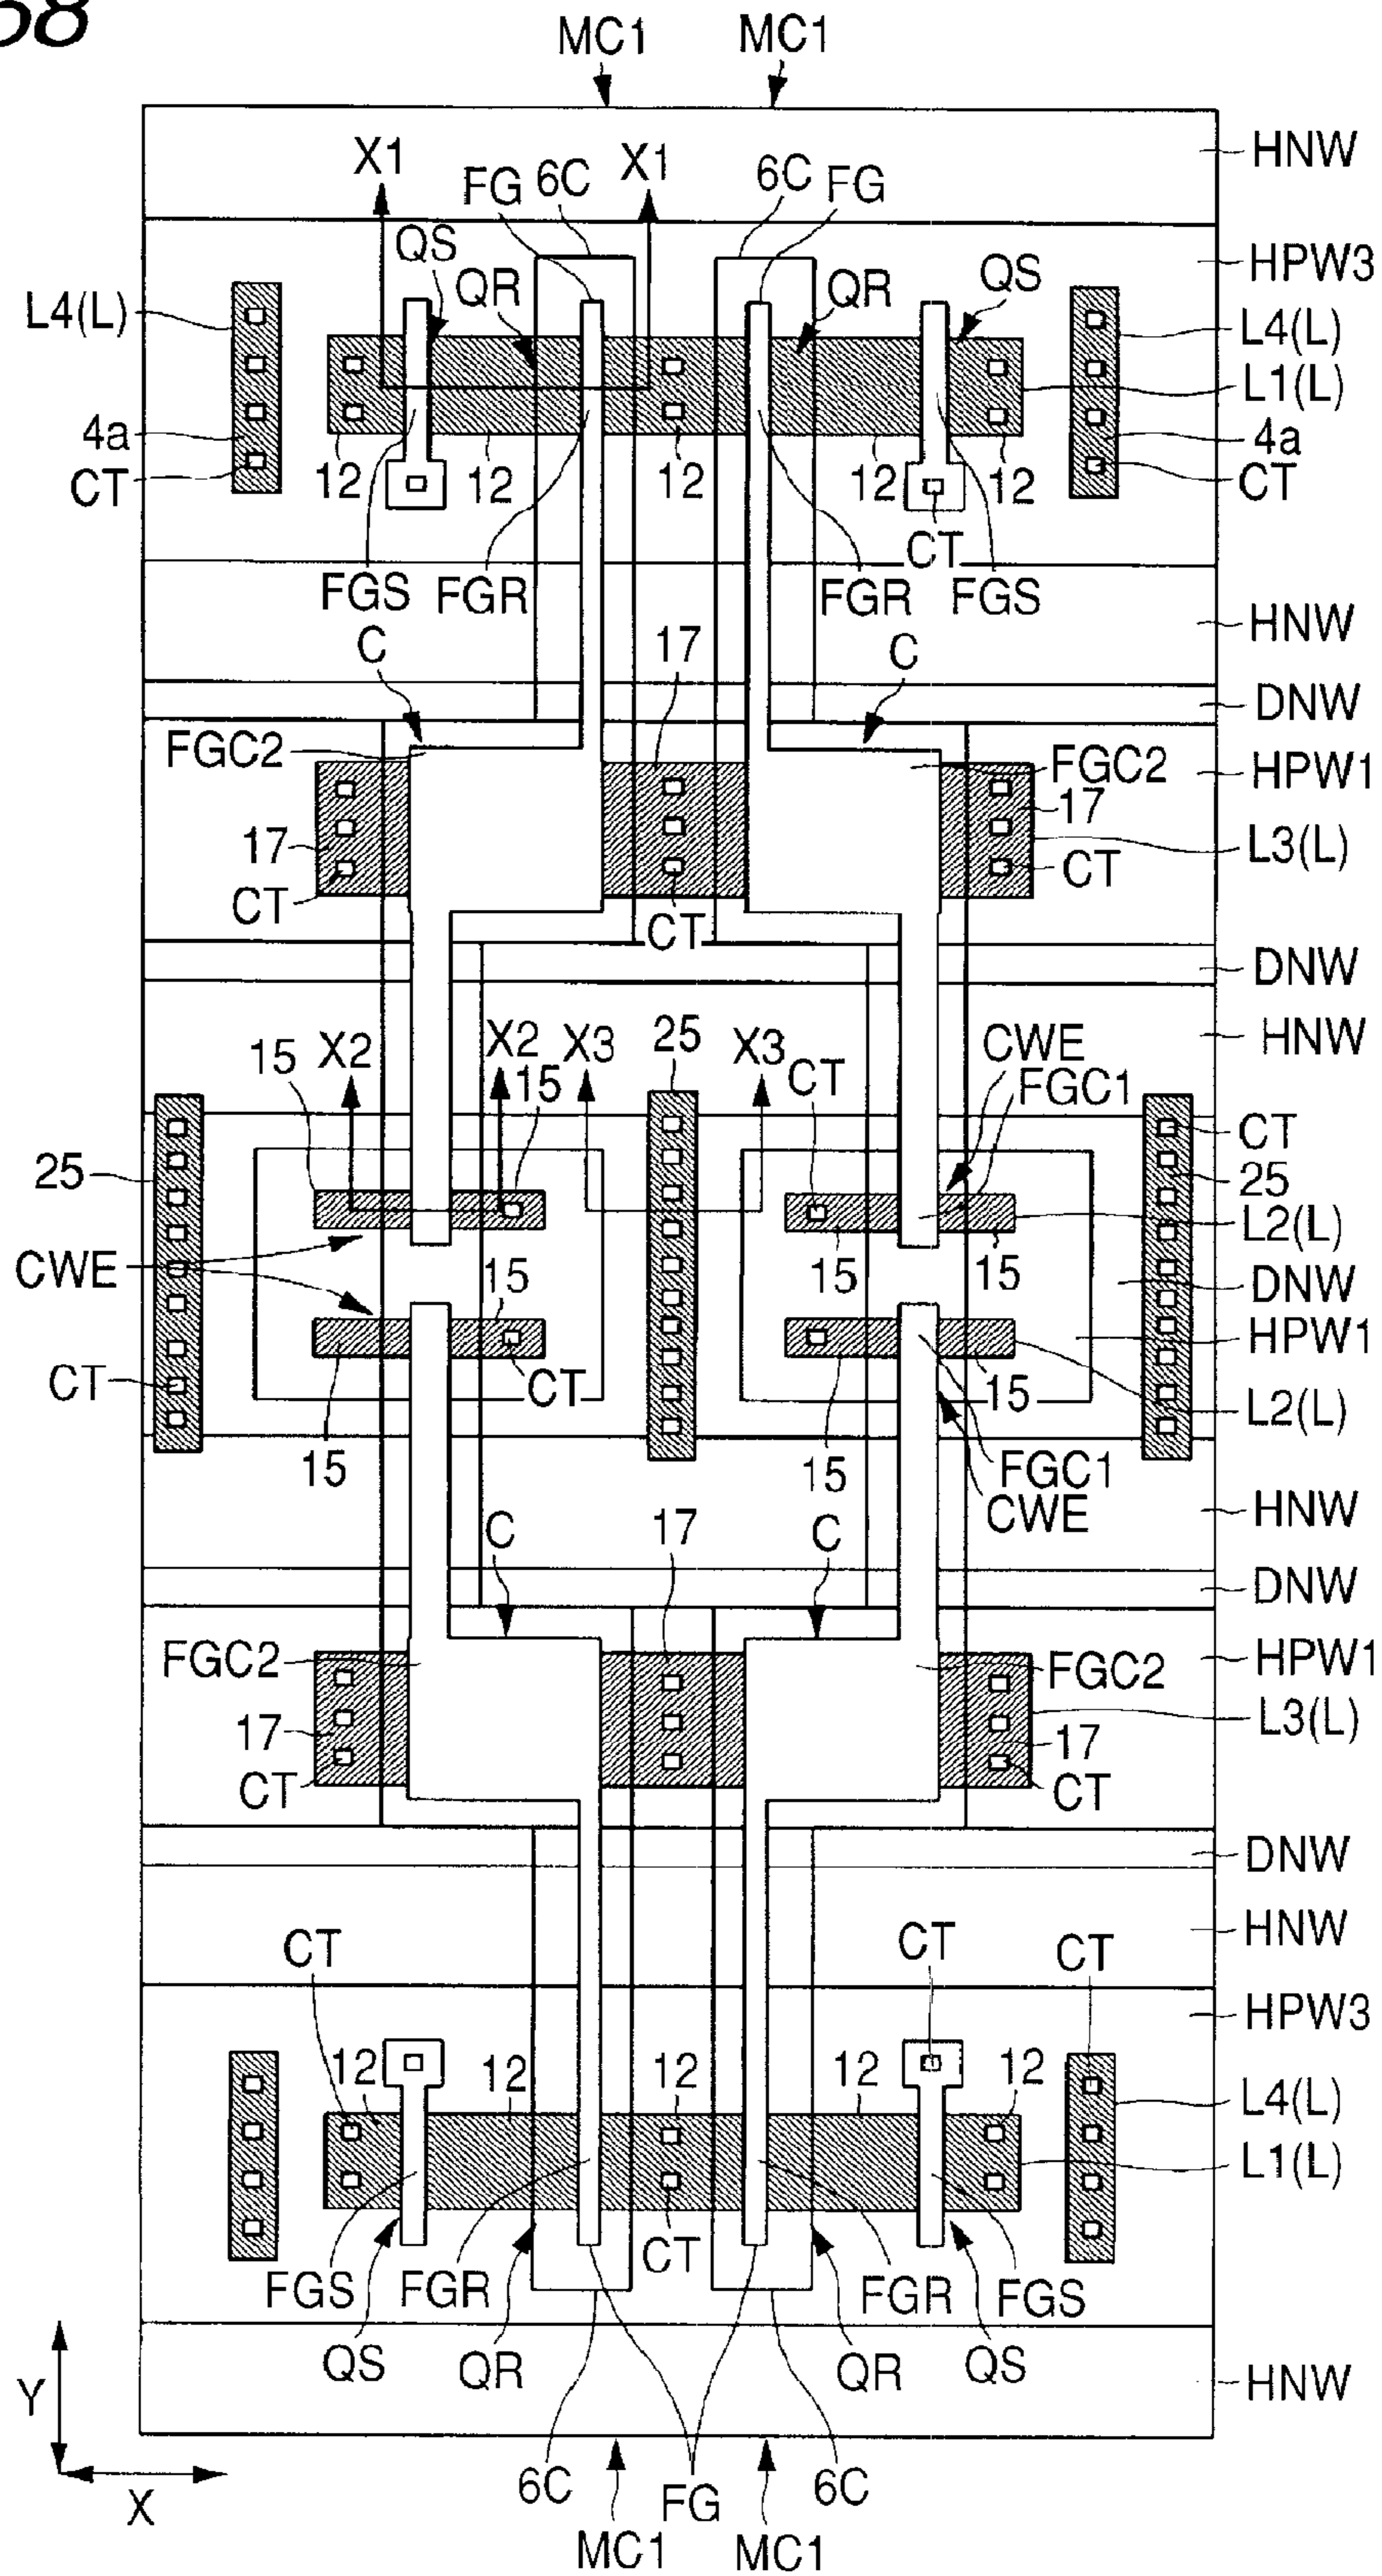 58
MC1 MC1
X1 FG 6C X1 6C FG HNW
QS QR QR QS HPW3
L4(L) L4(L)
L1(L)
4a 12 12 12 12 12 4a
CT CT
CT
FGS FGR FGR FGS
C 17 C HNW
DNW
FGC2 FGC2 HPW1
17
17 L3(L)
CT CT
CT
DNW
HNW
15 X2 X2 X3 25 X3 CT CWE
15 FGC1
CT
25 25
L2(L)
CWE 15 15 15 DNW
HPW1
CT CT 15
L2(L)
15 15 FGC1
CWE HNW
C 17 C
DNW
FGC2 FGC2 HPW1
17 17 L3(L)
CT CT
DNW
HNW
CT CT CT
HPW3
12 12 12 12 12
L4(L)
L1(L)
CT
FGS FGR FGR FGS
QS QR QR QS
HNW
Y
X 6C FG 6C
MC1 MC1